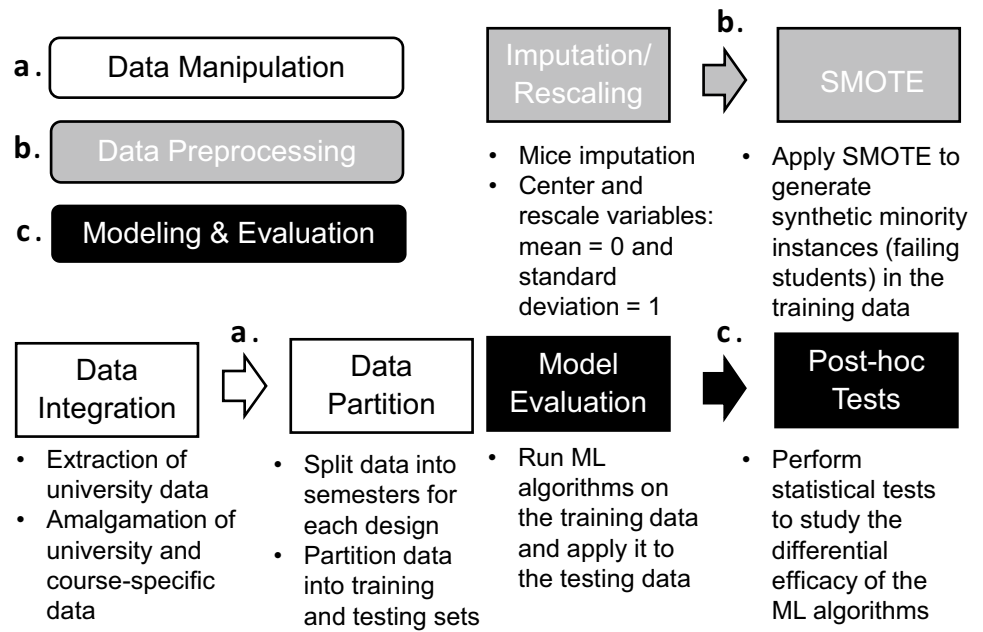 a.
Data Manipulation
b.
Data Preprocessing
c.
Modeling & Evaluation
b.
Imputation/
Rescaling
SMOTE
• Mice imputation
• Center and
rescale variables:
mean = 0 and
standard
deviation = 1
• Apply SMOTE to
generate
synthetic minority
instances (failing
students) in the
training data
a.
Data
Integration
Data
Partition
• Extraction of
university data
• Amalgamation of
university and
course-specific
data
• Split data into
semesters for
each design
• Partition data
into training
and testing sets
c.
Model
Evaluation
Post-hoc
Tests
• Run ML
algorithms on
the training data
and apply it to
the testing data
• Perform
statistical tests
to study the
differential
efficacy of the
ML algorithms